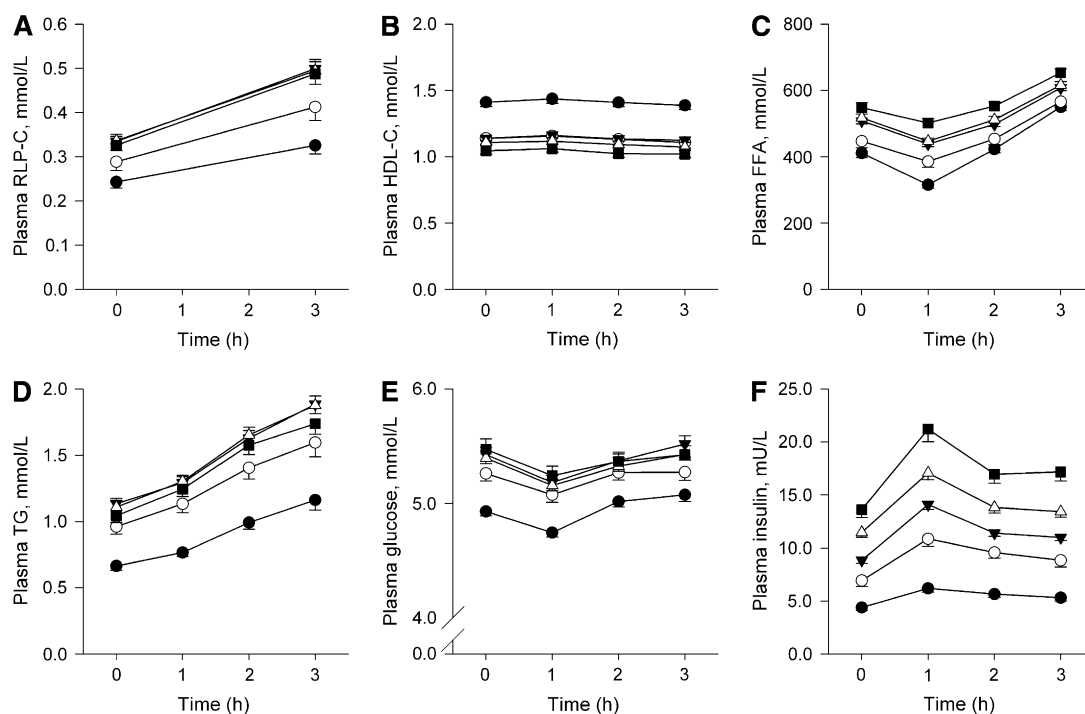 A
Plasma RLP-C, mmol/L
0.6
0.5
0.4
0.3
0.2
0.1
0.0
0 1 2 3
Time (h)
B
Plasma HDL-C, mmol/L
2.0
1.5
1.0
0.5
0.0
0 1 2 3
Time (h)
C
Plasma FFA, mmol/L
800
600
400
200
0
0 1 2 3
Time (h)
D
Plasma TG, mmol/L
2.0
1.5
1.0
0.5
0.0
0 1 2 3
Time (h)
E
Plasma glucose, mmol/L
6.0
5.0
4.0
0.0
0 1 2 3
Time (h)
F
Plasma insulin, mU/L
25.0
20.0
15.0
10.0
5.0
0.0
0 1 2 3
Time (h)